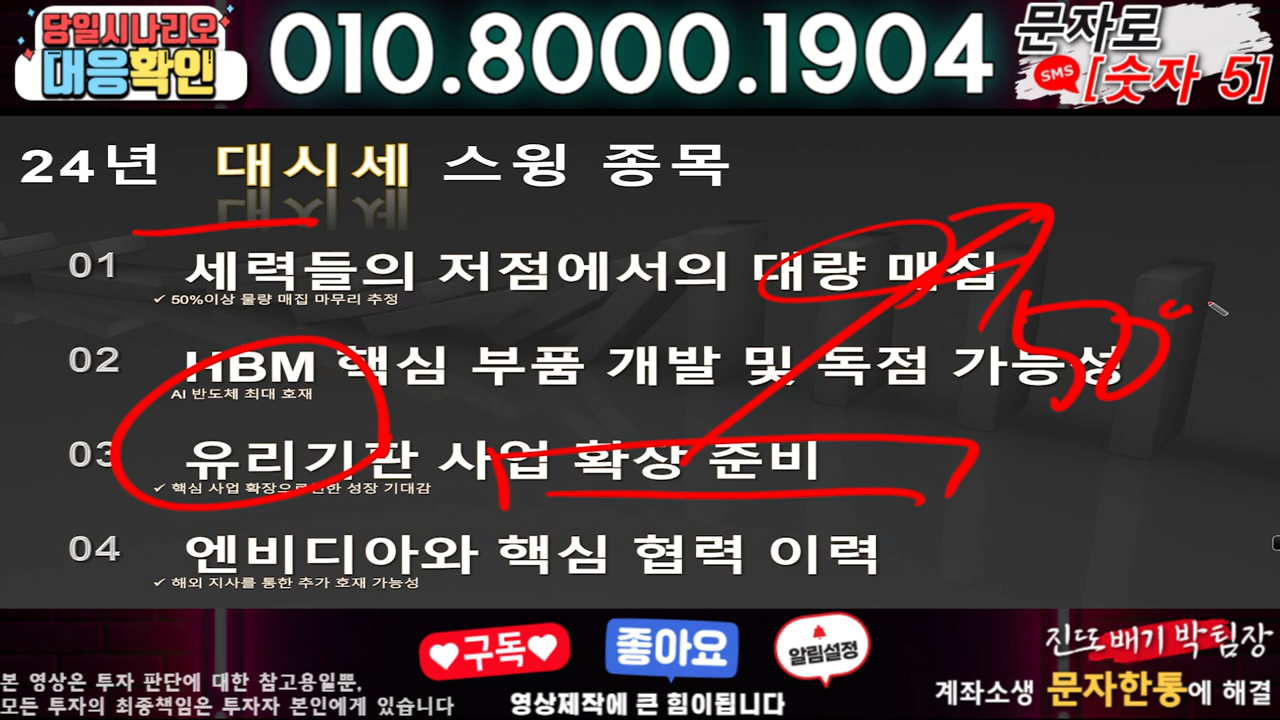 당일시나리오
대응확인
010.8000.1904
문자로
SMS
[숫자 5]
24년 대시세 스윙 종목
01 세력들의 저점에서의 대량 매집
✓ 50%이상 물량 매집 마무리 추정
02 HBM 핵심 부품 개발 및 독점 가능성
AI 반도체 최대 호재
03 유리기판 사업 확장 준비
✓ 핵심 사업 확장으로인한 성장 기대감
04 엔비디아와 핵심 협력 이력
✓ 해외 지사를 통한 추가 호재 가능성
50
구독
좋아요
알림설정
영상제작에 큰 힘이됩니다
본 영상은 투자 판단에 대한 참고용일뿐,
모든 투자의 최종책임은 투자자 본인에게 있습니다
진또배기 박팀장
계좌소생 문자한통에 해결